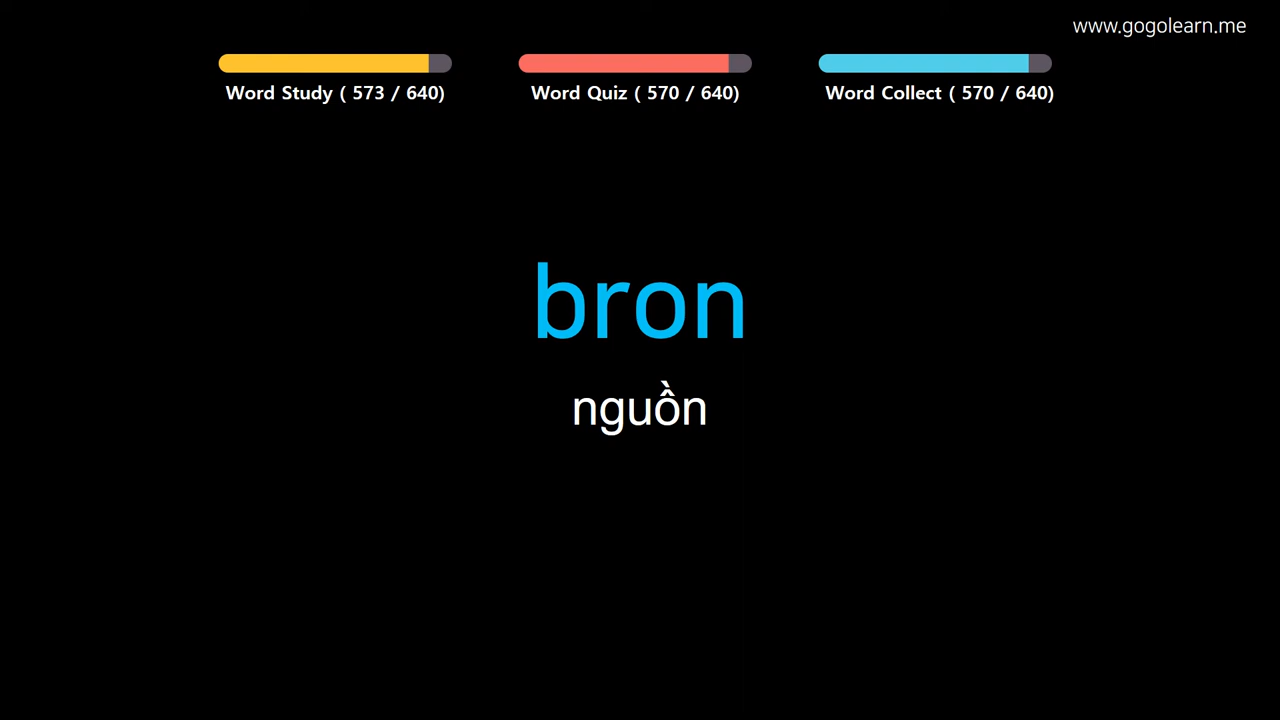 www.gogolearn.me
Word Study ( 573 / 640)
Word Quiz ( 570 / 640)
Word Collect ( 570 / 640)
bron
nguồn